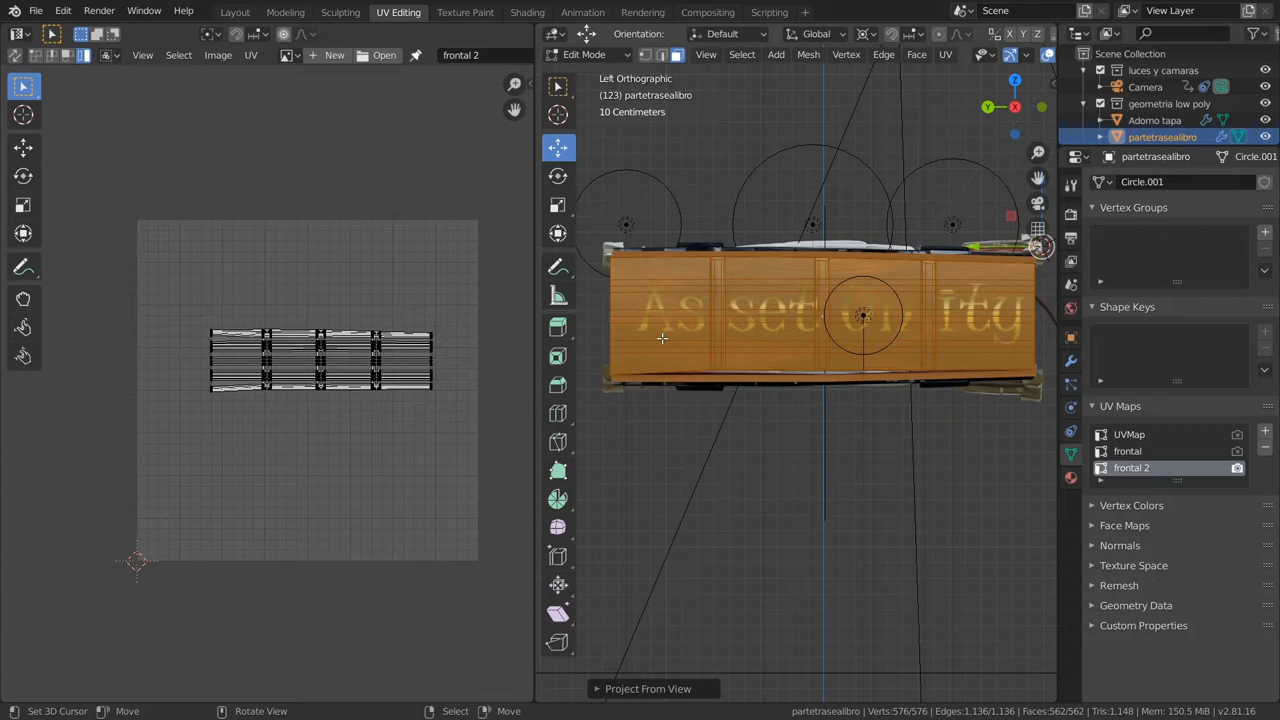 File Edit Render Window Help Layout Modeling Sculpting UV Editing Texture Paint Shading Animation Rendering Compositing Scripting + Scene View Layer
Orientation: Default Global X Y Z
View Select Image UV New Open frontal 2 Edit Mode View Select Add Mesh Vertex Edge Face UV
Scene Collection
luces y camaras
Camera
geometria low poly
Adorno tapa
partetrasealibro
Left Orthographic
(123) partetrasealibro
10 Centimeters
Z
Y
X
partetrasealibro Circle.001
Circle.001
Vertex Groups
Shape Keys
UV Maps
UVMap
frontal
frontal 2
Vertex Colors
Face Maps
Normals
Texture Space
Remesh
Geometry Data
Custom Properties
Project From View
Set 3D Cursor Move Rotate View Select Move partetrasealibro | Verts:576/576 | Edges:1,136/1,136 | Faces:562/562 | Tris:1,148 | Mem: 150.5 MiB | v2.81.16